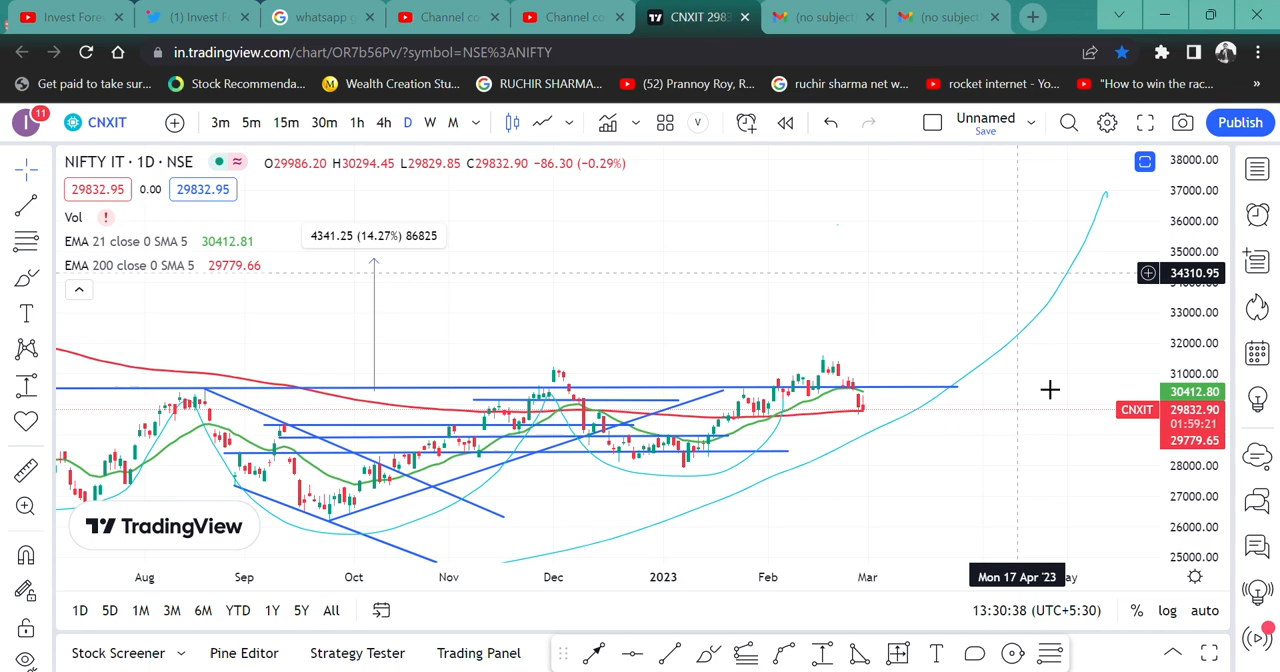 Invest Fores
(1) Invest F
whatsapp g
Channel co
Channel co
CNXIT 2983
(no subject
(no subject
in.tradingview.com/chart/OR7b56Pv/?symbol=NSE%3ANIFTY
Get paid to take sur...
Stock Recommenda...
Wealth Creation Stu...
RUCHIR SHARMA...
(52) Prannoy Roy, R...
ruchir sharma net w...
rocket internet - Yo...
"How to win the rac...
»
I 11
CNXIT
3m 5m 15m 30m 1h 4h D W M
V
Unnamed
Save
Publish
NIFTY IT · 1D · NSE
O29986.20 H30294.45 L29829.85 C29832.90 −86.30 (−0.29%)
29832.95 0.00 29832.95
Vol !
EMA 21 close 0 SMA 5 30412.81
EMA 200 close 0 SMA 5 29779.66
4341.25 (14.27%) 86825
38000.00
37000.00
36000.00
35000.00
34310.95
33000.00
32000.00
31000.00
30412.80
CNXIT 29832.90
01:59:21
29779.65
28000.00
27000.00
26000.00
25000.00
TradingView
Aug Sep Oct Nov Dec 2023 Feb Mar
Mon 17 Apr '23
ay
1D 5D 1M 3M 6M YTD 1Y 5Y All
13:30:38 (UTC+5:30)
% log auto
Stock Screener
Pine Editor
Strategy Tester
Trading Panel
T